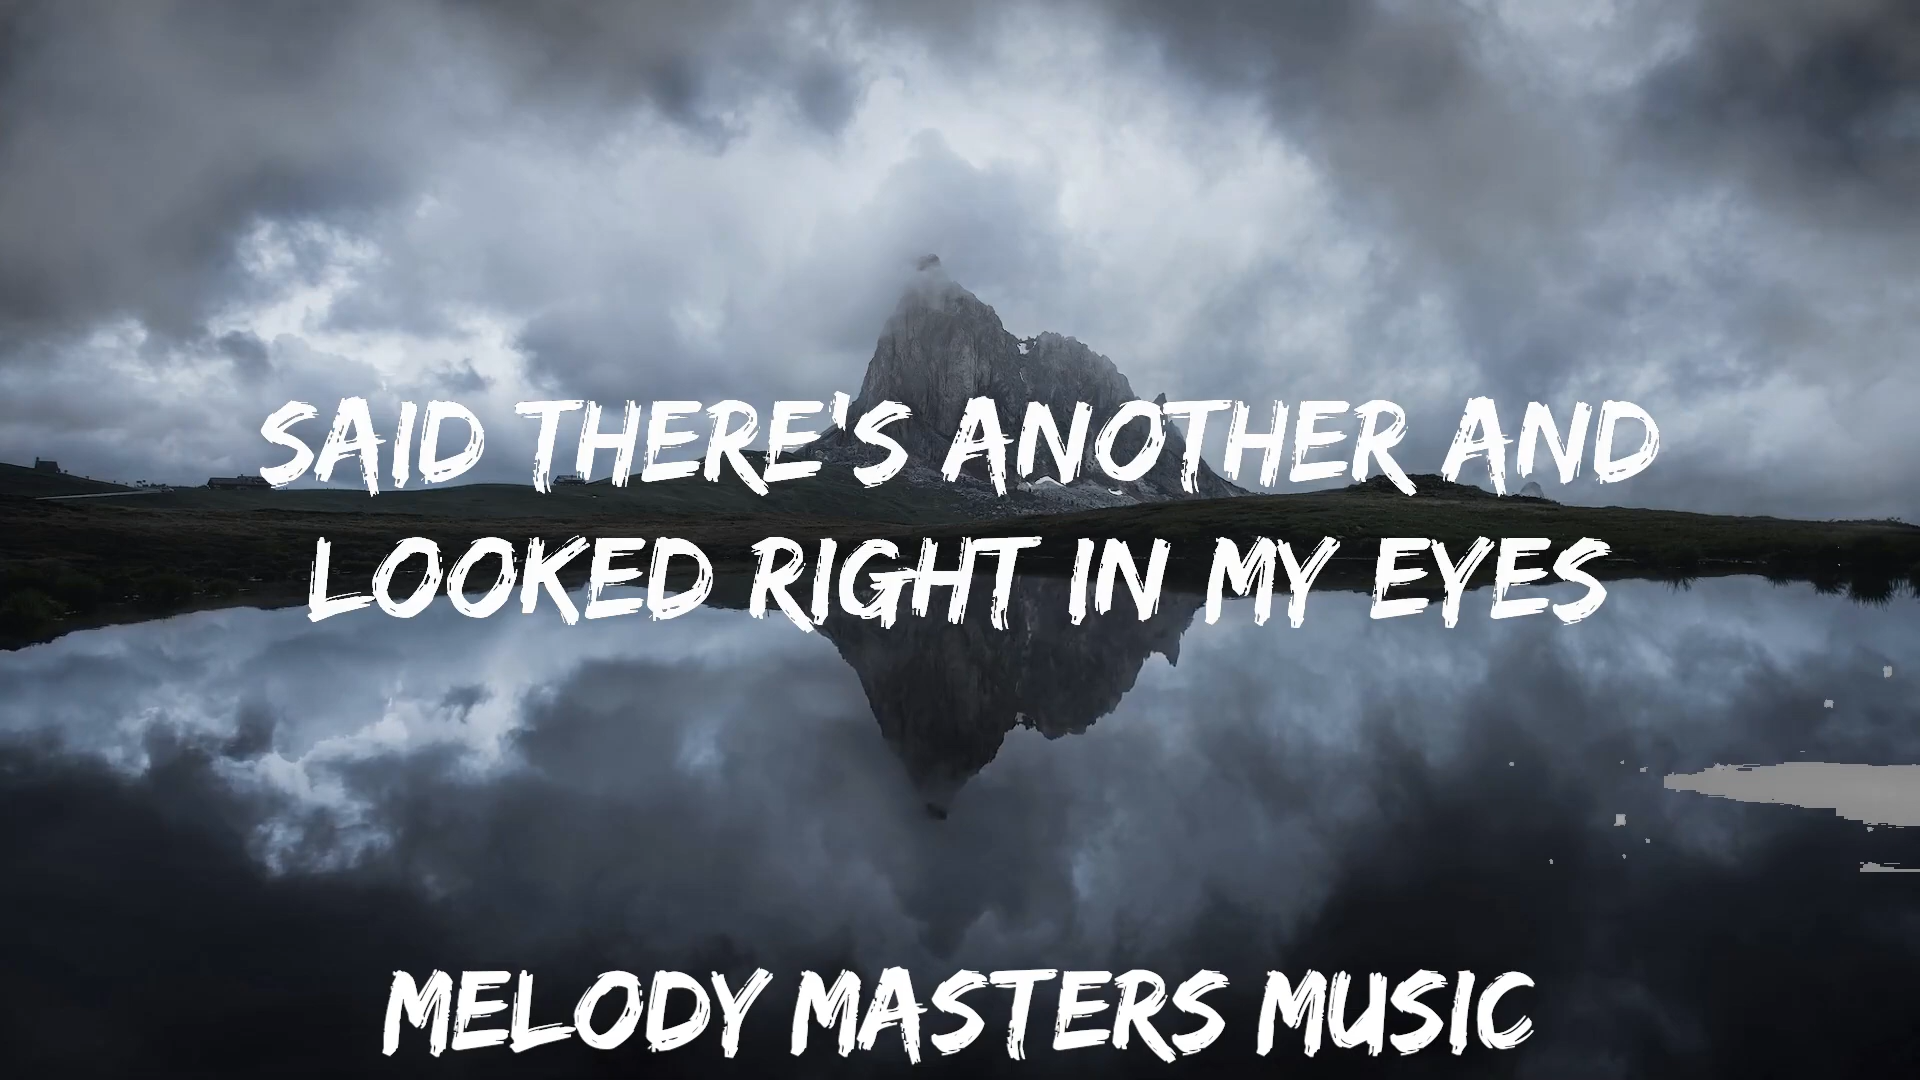 SAID THERE'S ANOTHER AND
LOOKED RIGHT IN MY EYES
MELODY MASTERS MUSIC